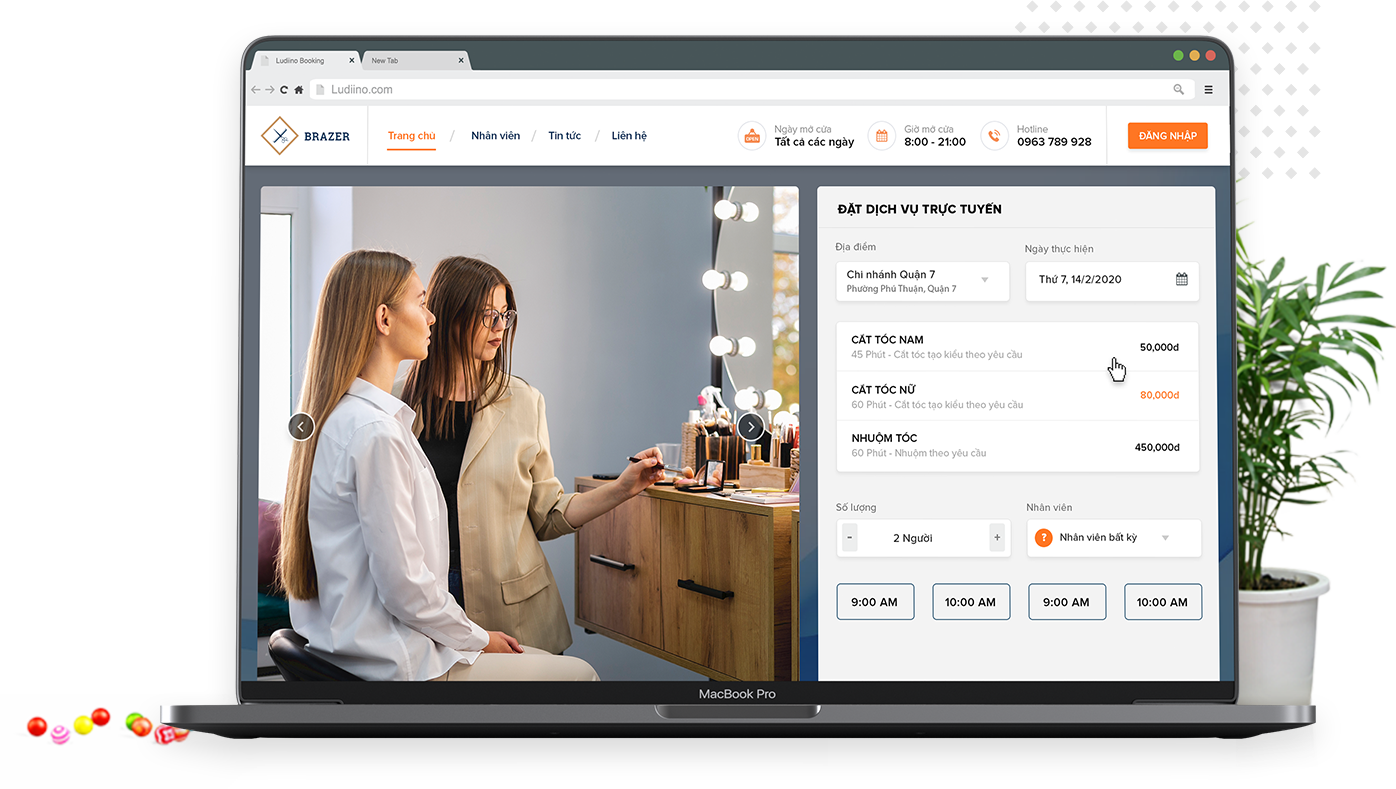 Ludiino Booking
New Tab
Ludiino.com
BRAZER
Trang chủ / Nhân viên / Tin tức / Liên hệ
OPEN
Ngày mở cửa
Tất cả các ngày
Giờ mở cửa
8:00 - 21:00
Hotline
0963 789 928
ĐĂNG NHẬP
ĐẶT DỊCH VỤ TRỰC TUYẾN
Địa điểm
Ngày thực hiện
Chi nhánh Quận 7
Phường Phú Thuận, Quận 7
Thứ 7, 14/2/2020
CẮT TÓC NAM
45 Phút - Cắt tóc tạo kiểu theo yêu cầu
50,000đ
CẮT TÓC NỮ
60 Phút - Cắt tóc tạo kiểu theo yêu cầu
80,000đ
NHUỘM TÓC
60 Phút - Nhuộm theo yêu cầu
450,000đ
Số lượng
Nhân viên
- 2 Người +
? Nhân viên bất kỳ
9:00 AM
10:00 AM
9:00 AM
10:00 AM
MacBook Pro